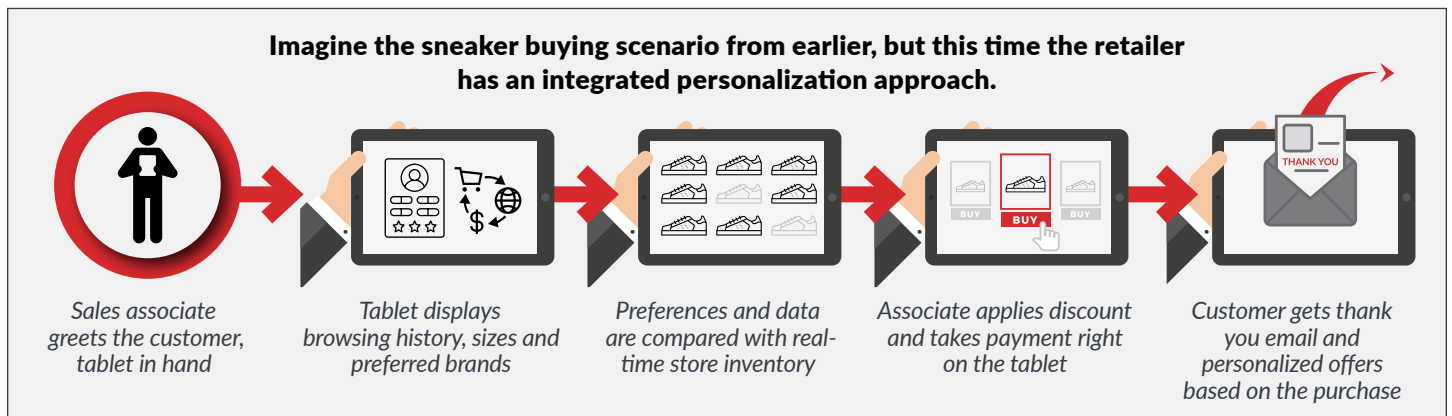 Imagine the sneaker buying scenario from earlier, but this time the retailer
has an integrated personalization approach.
THANK YOU
BUY
BUY
BUY
Sales associate
greets the customer,
tablet in hand
Tablet displays
browsing history, sizes and
preferred brands
Preferences and data
are compared with real-
time store inventory
Associate applies discount
and takes payment right
on the tablet
Customer gets thank
you email and
personalized offers
based on the purchase